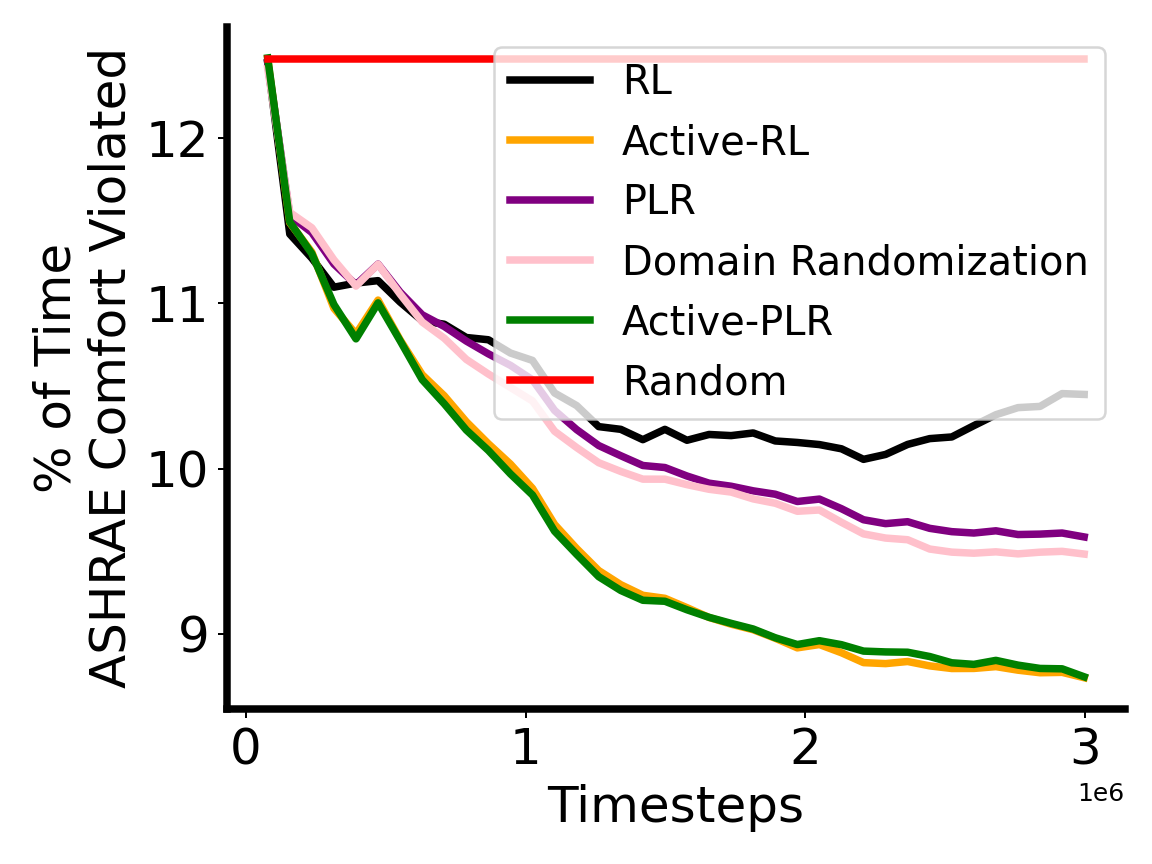 % of Time
ASHRAE Comfort Violated
12
11
10
9
RL
Active-RL
PLR
Domain Randomization
Active-PLR
Random
0
1
2
3
1e6
Timesteps